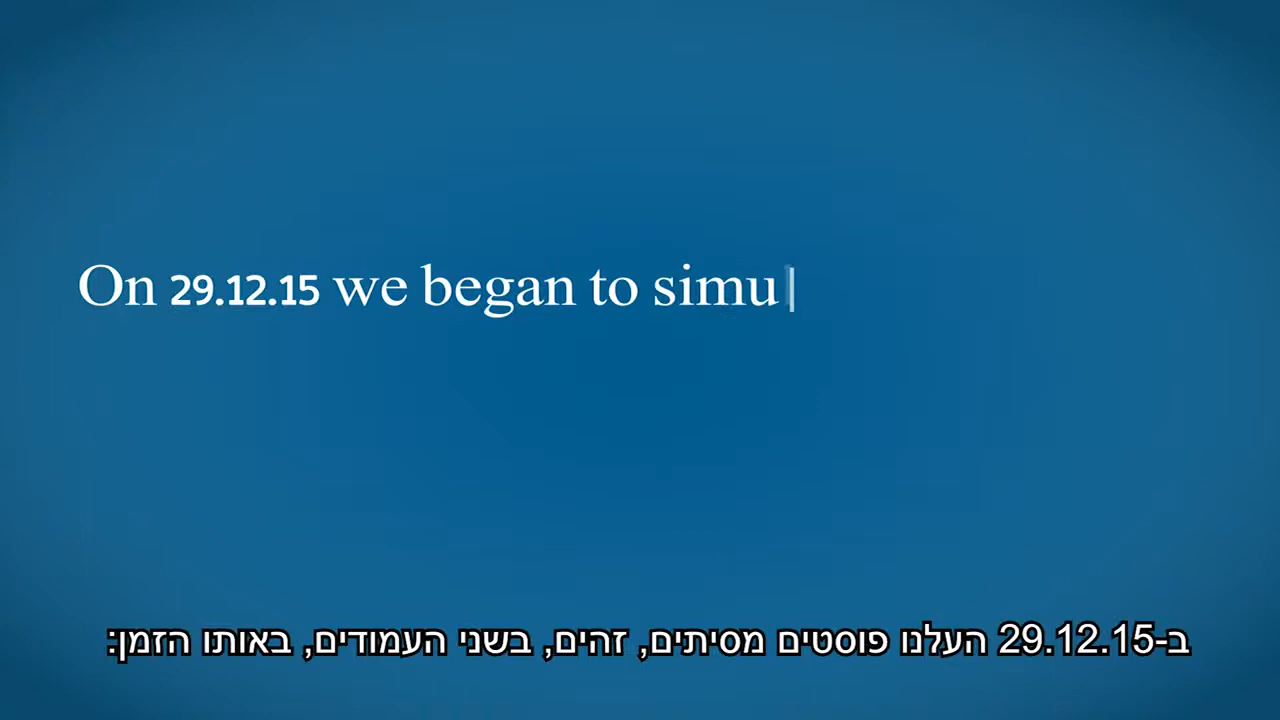 On 29.12.15 we began to simu
ב-29.12.15 העלנו פוסטים מסיתים, זהים, בשני העמודים, באותו הזמן: